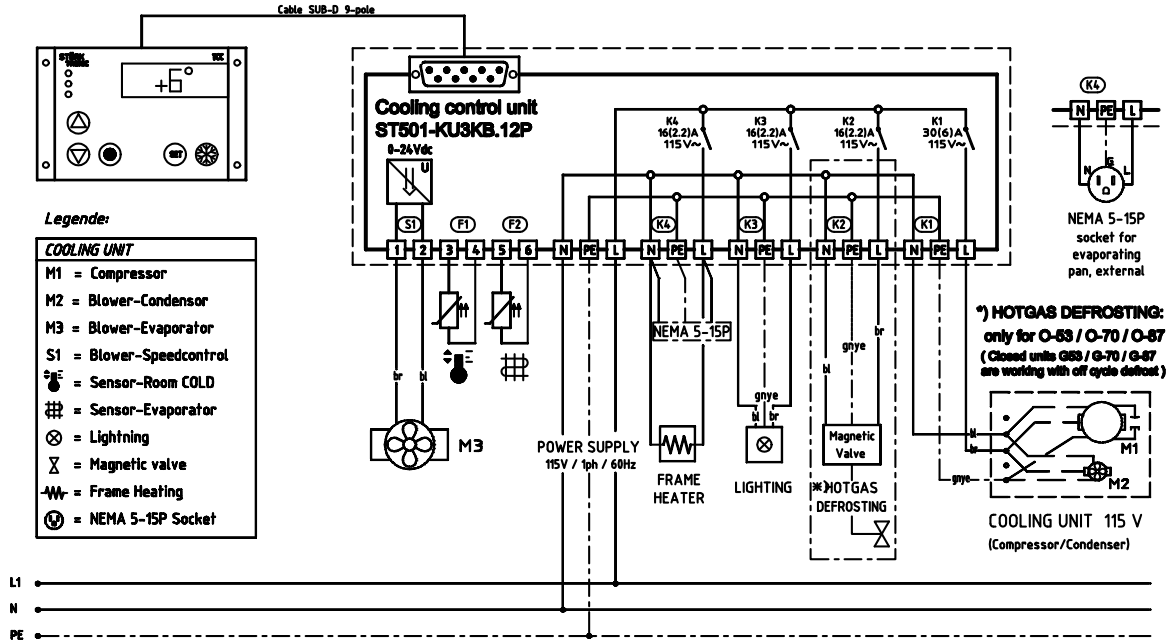 Cable SUB-D 9-pole
STÖRK
TRONIC
+6°
SET
Cooling control unit
ST501-KU3KB.12P
0-24Vdc
U
K4
16(2.2)A
115V~
K3
16(2.2)A
115V~
K2
16(2.2)A
115V~
K1
30(6)A
115V~
S1 F1 F2 K4 K3 K2 K1
1 2 3 4 5 6 N PE L N PE L N PE L N PE L N PE L
K4
N PE L
N G L
NEMA 5-15P
socket for
evaporating
pan, external
Legende:
COOLING UNIT
M1 = Compressor
M2 = Blower-Condensor
M3 = Blower-Evaporator
S1 = Blower-Speedcontrol
= Sensor-Room COLD
= Sensor-Evaporator
= Lightning
= Magnetic valve
= Frame Heating
= NEMA 5-15P Socket
br bl
M3
POWER SUPPLY
115V / 1ph / 60Hz
NEMA 5-15P
FRAME
HEATER
gnye
bl br
LIGHTING
br
gnye
bl
Magnetic
Valve
*)HOTGAS
DEFROSTING
*) HOTGAS DEFROSTING:
only for O-53 / O-70 / O-87
( Closed units G53 / G-70 / G-87
are working with off cycle defrost )
bl
br
gnye
M1
M2
COOLING UNIT 115 V
(Compressor/Condenser)
L1
N
PE